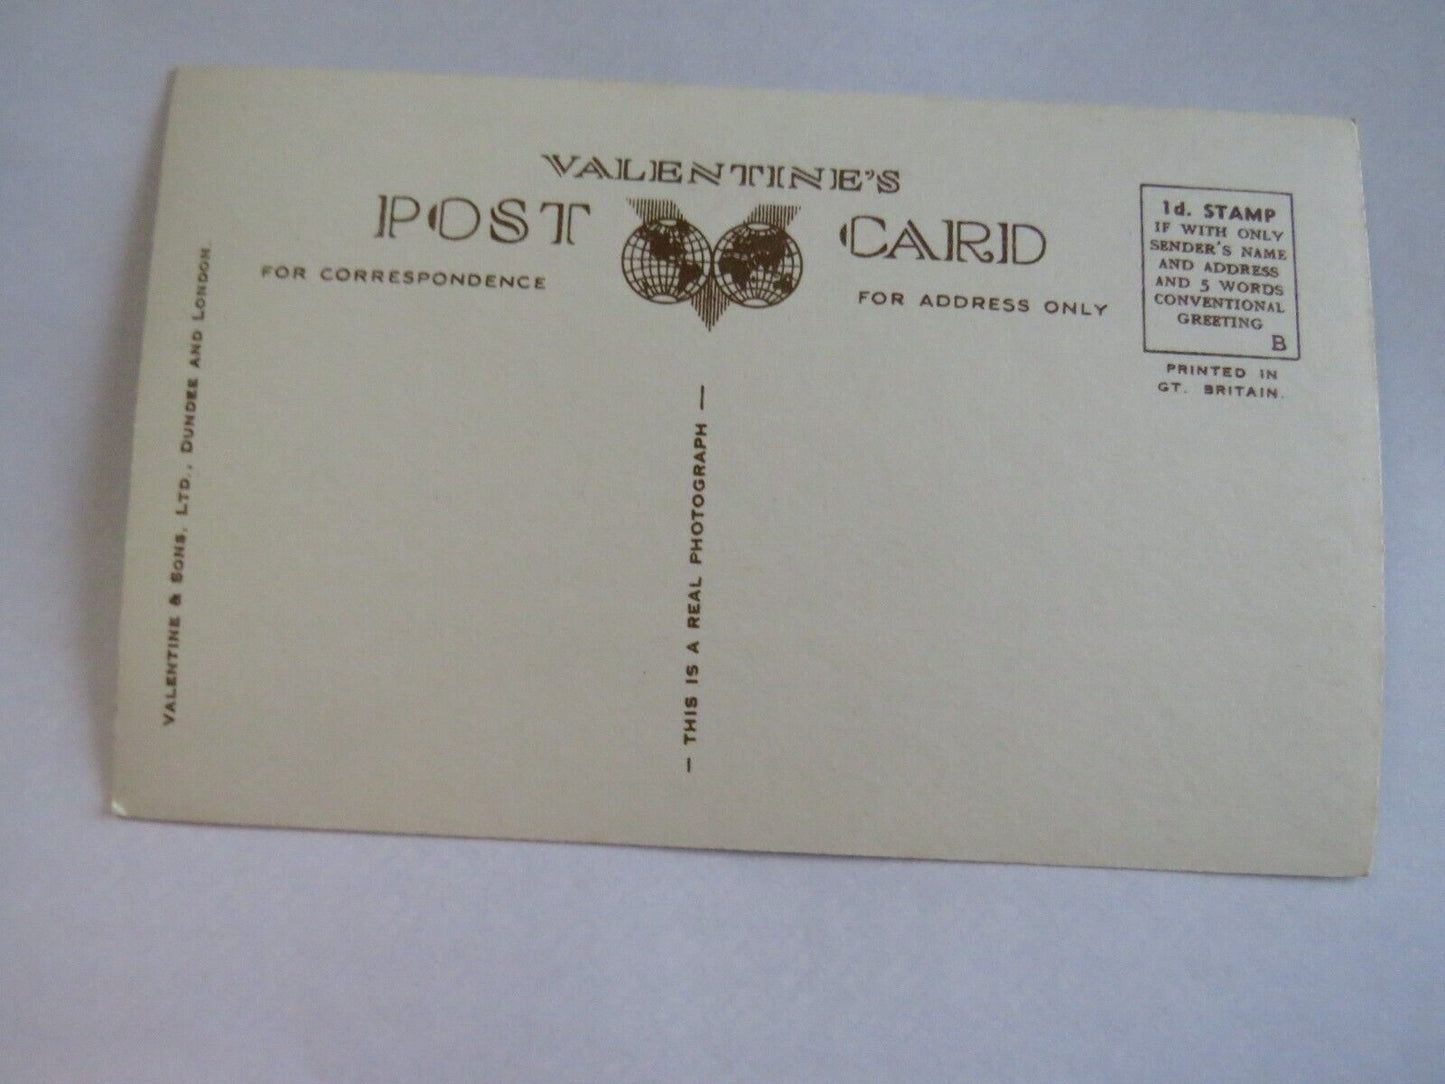 VALENTINE'S
POST CARD
FOR CORRESPONDENCE
FOR ADDRESS ONLY
1d. STAMP
IF WITH ONLY
SENDER'S NAME
AND ADDRESS
AND 5 WORDS
CONVENTIONAL
GREETING
B
PRINTED IN
GT. BRITAIN.
VALENTINE & SONS, LTD., DUNDEE AND LONDON.
— THIS IS A REAL PHOTOGRAPH —